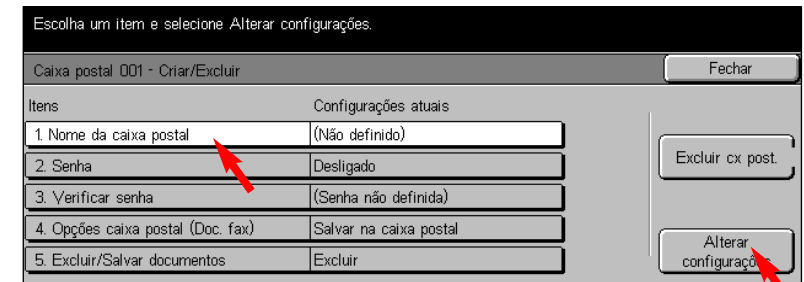 Escolha um item e selecione Alterar configurações.
Caixa postal 001 - Criar/Excluir
Fechar
Itens Configurações atuais
1. Nome da caixa postal (Não definido)
2. Senha Desligado
3. Verificar senha (Senha não definida)
4. Opções caixa postal (Doc. fax) Salvar na caixa postal
5. Excluir/Salvar documentos Excluir
Excluir cx post.
Alterar
configurações